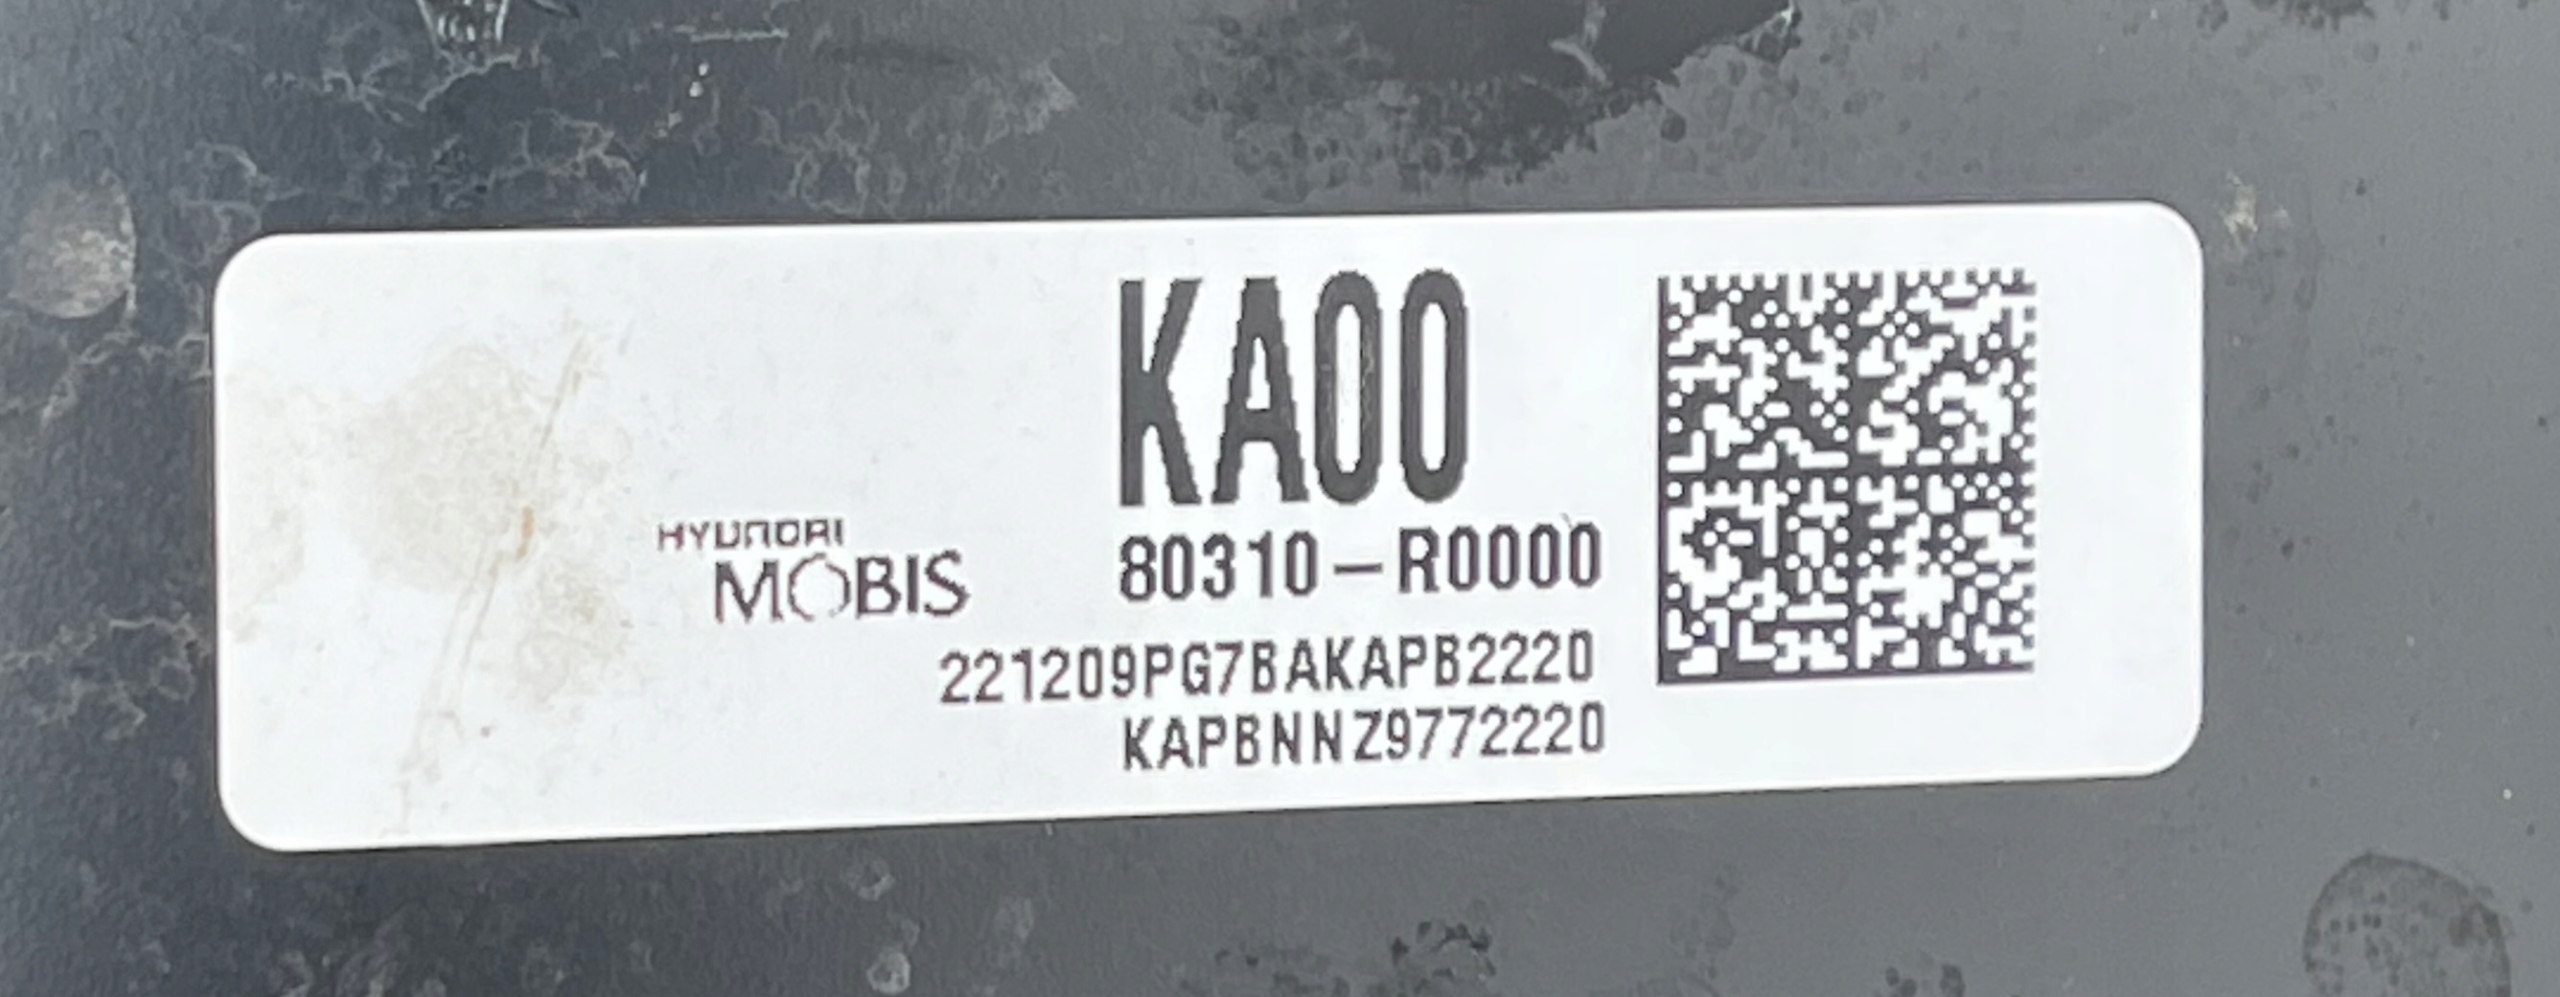 KA00
HYUNDAI
MOBIS
80310-R0000
221209PG7BAKAPB2220
KAPBNNZ9772220